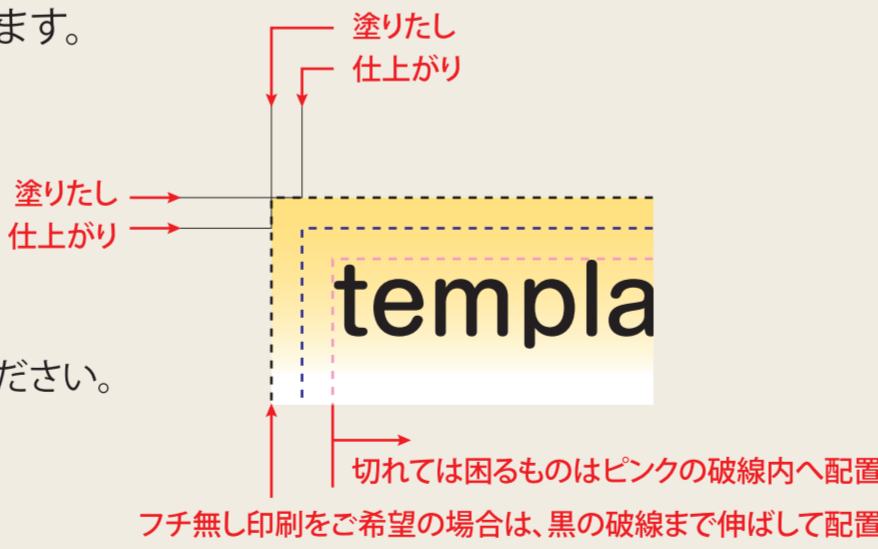 ます。
塗りたし
仕上がり
塗りたし
仕上がり
templa
ださい。
切れては困るものはピンクの破線内へ配置
フチ無し印刷をご希望の場合は、黒の破線まで伸ばして配置